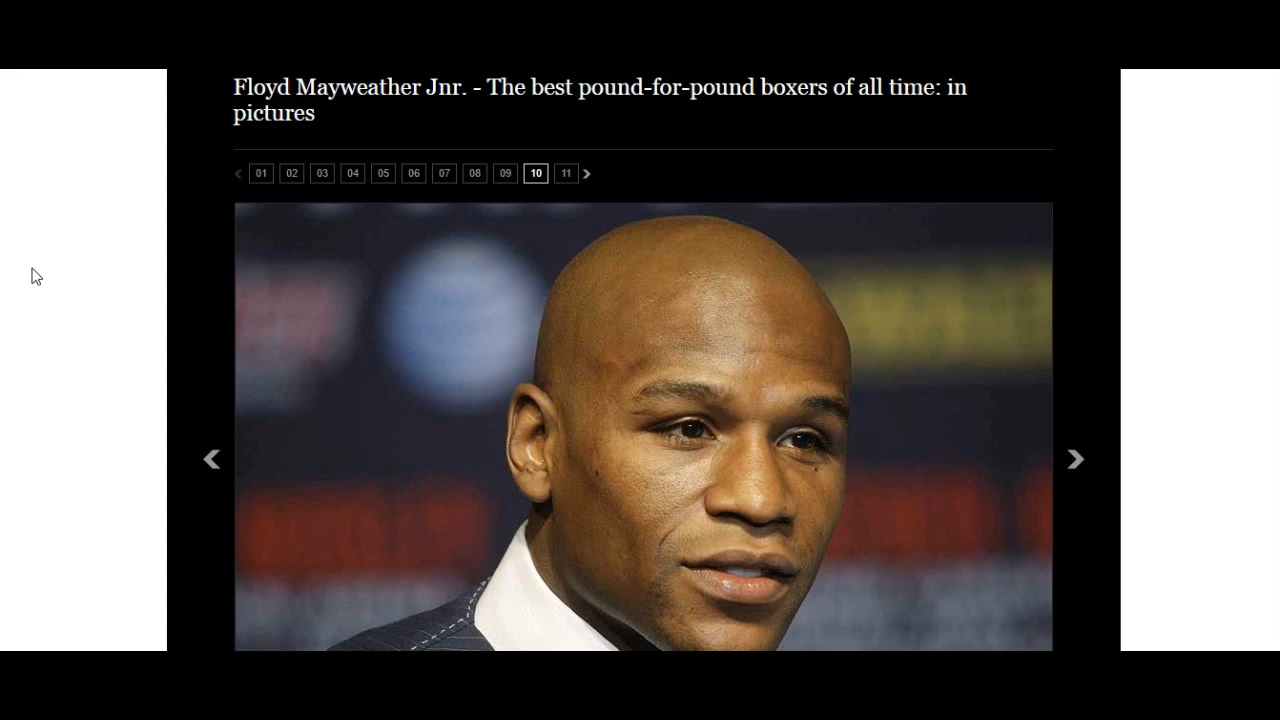 Floyd Mayweather Jnr. - The best pound-for-pound boxers of all time: in
pictures
01 02 03 04 05 06 07 08 09 10 11